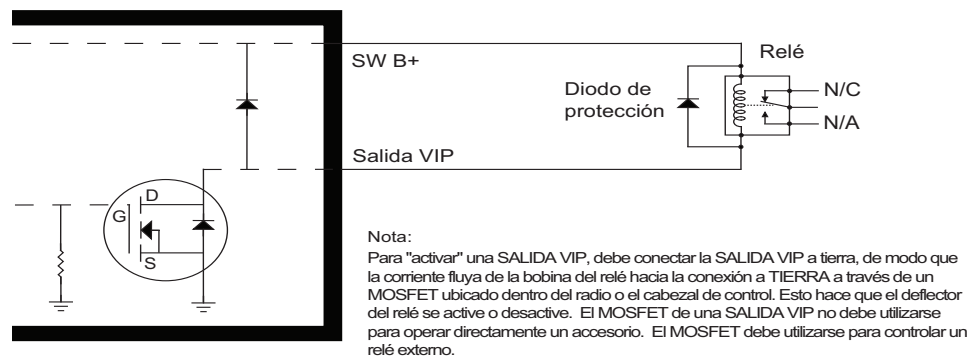 SW B+
Relé
Diodo de
protección
N/C
N/A
Salida VIP
D
G
S
Nota:
Para "activar" una SALIDA VIP, debe conectar la SALIDA VIP a tierra, de modo que
la corriente fluya de la bobina del relé hacia la conexión a TIERRA a través de un
MOSFET ubicado dentro del radio o el cabezal de control. Esto hace que el deflector
del relé se active o desactive. El MOSFET de una SALIDA VIP no debe utilizarse
para operar directamente un accesorio. El MOSFET debe utilizarse para controlar un
relé externo.